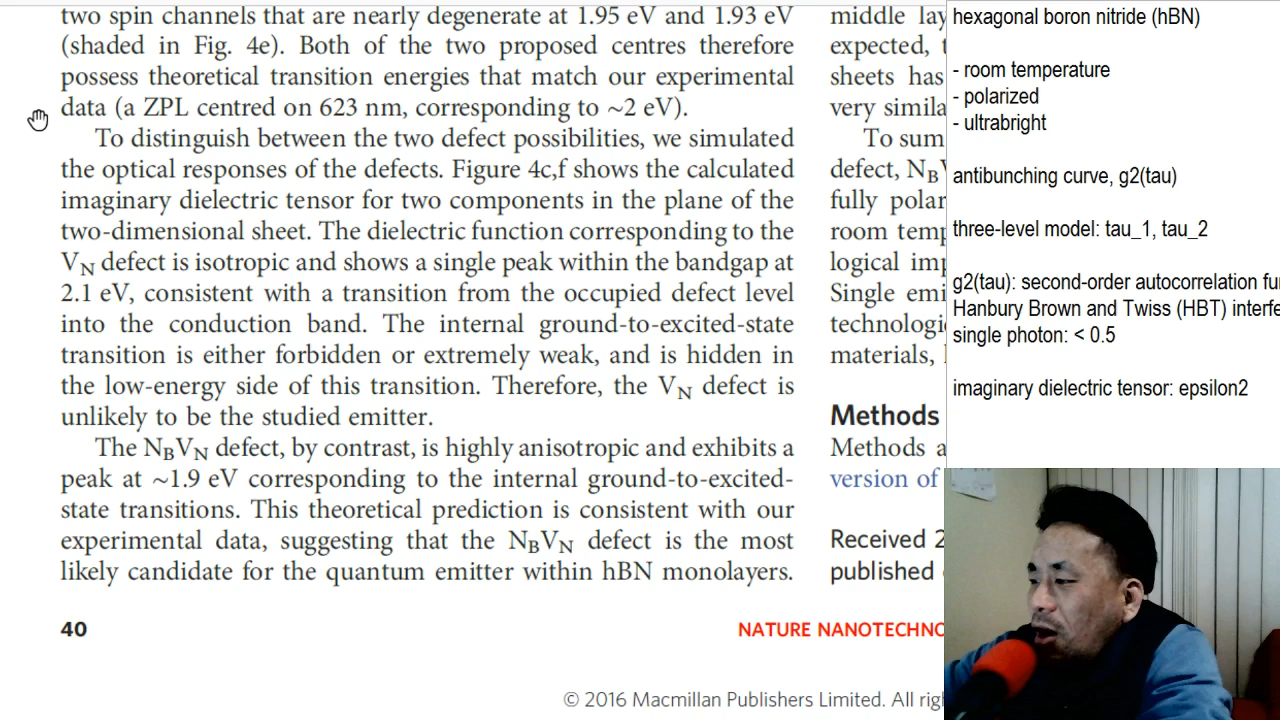 two spin channels that are nearly degenerate at 1.95 eV and 1.93 eV
(shaded in Fig. 4e). Both of the two proposed centres therefore
possess theoretical transition energies that match our experimental
data (a ZPL centred on 623 nm, corresponding to ~2 eV).
To distinguish between the two defect possibilities, we simulated
the optical responses of the defects. Figure 4c,f shows the calculated
imaginary dielectric tensor for two components in the plane of the
two-dimensional sheet. The dielectric function corresponding to the
VN defect is isotropic and shows a single peak within the bandgap at
2.1 eV, consistent with a transition from the occupied defect level
into the conduction band. The internal ground-to-excited-state
transition is either forbidden or extremely weak, and is hidden in
the low-energy side of this transition. Therefore, the VN defect is
unlikely to be the studied emitter.
The NBVN defect, by contrast, is highly anisotropic and exhibits a
peak at ~1.9 eV corresponding to the internal ground-to-excited-
state transitions. This theoretical prediction is consistent with our
experimental data, suggesting that the NBVN defect is the most
likely candidate for the quantum emitter within hBN monolayers.
middle lay
expected, t
sheets has
very simila
To sum
defect, NBV
fully polar
room temp
logical imp
Single emi
technologi
materials,
Methods
Methods a
version of
Received 2
published
40
NATURE NANOTECHNO
© 2016 Macmillan Publishers Limited. All righ
hexagonal boron nitride (hBN)
- room temperature
- polarized
- ultrabright
antibunching curve, g2(tau)
three-level model: tau_1, tau_2
g2(tau): second-order autocorrelation fu
Hanbury Brown and Twiss (HBT) interfe
single photon: < 0.5
imaginary dielectric tensor: epsilon2